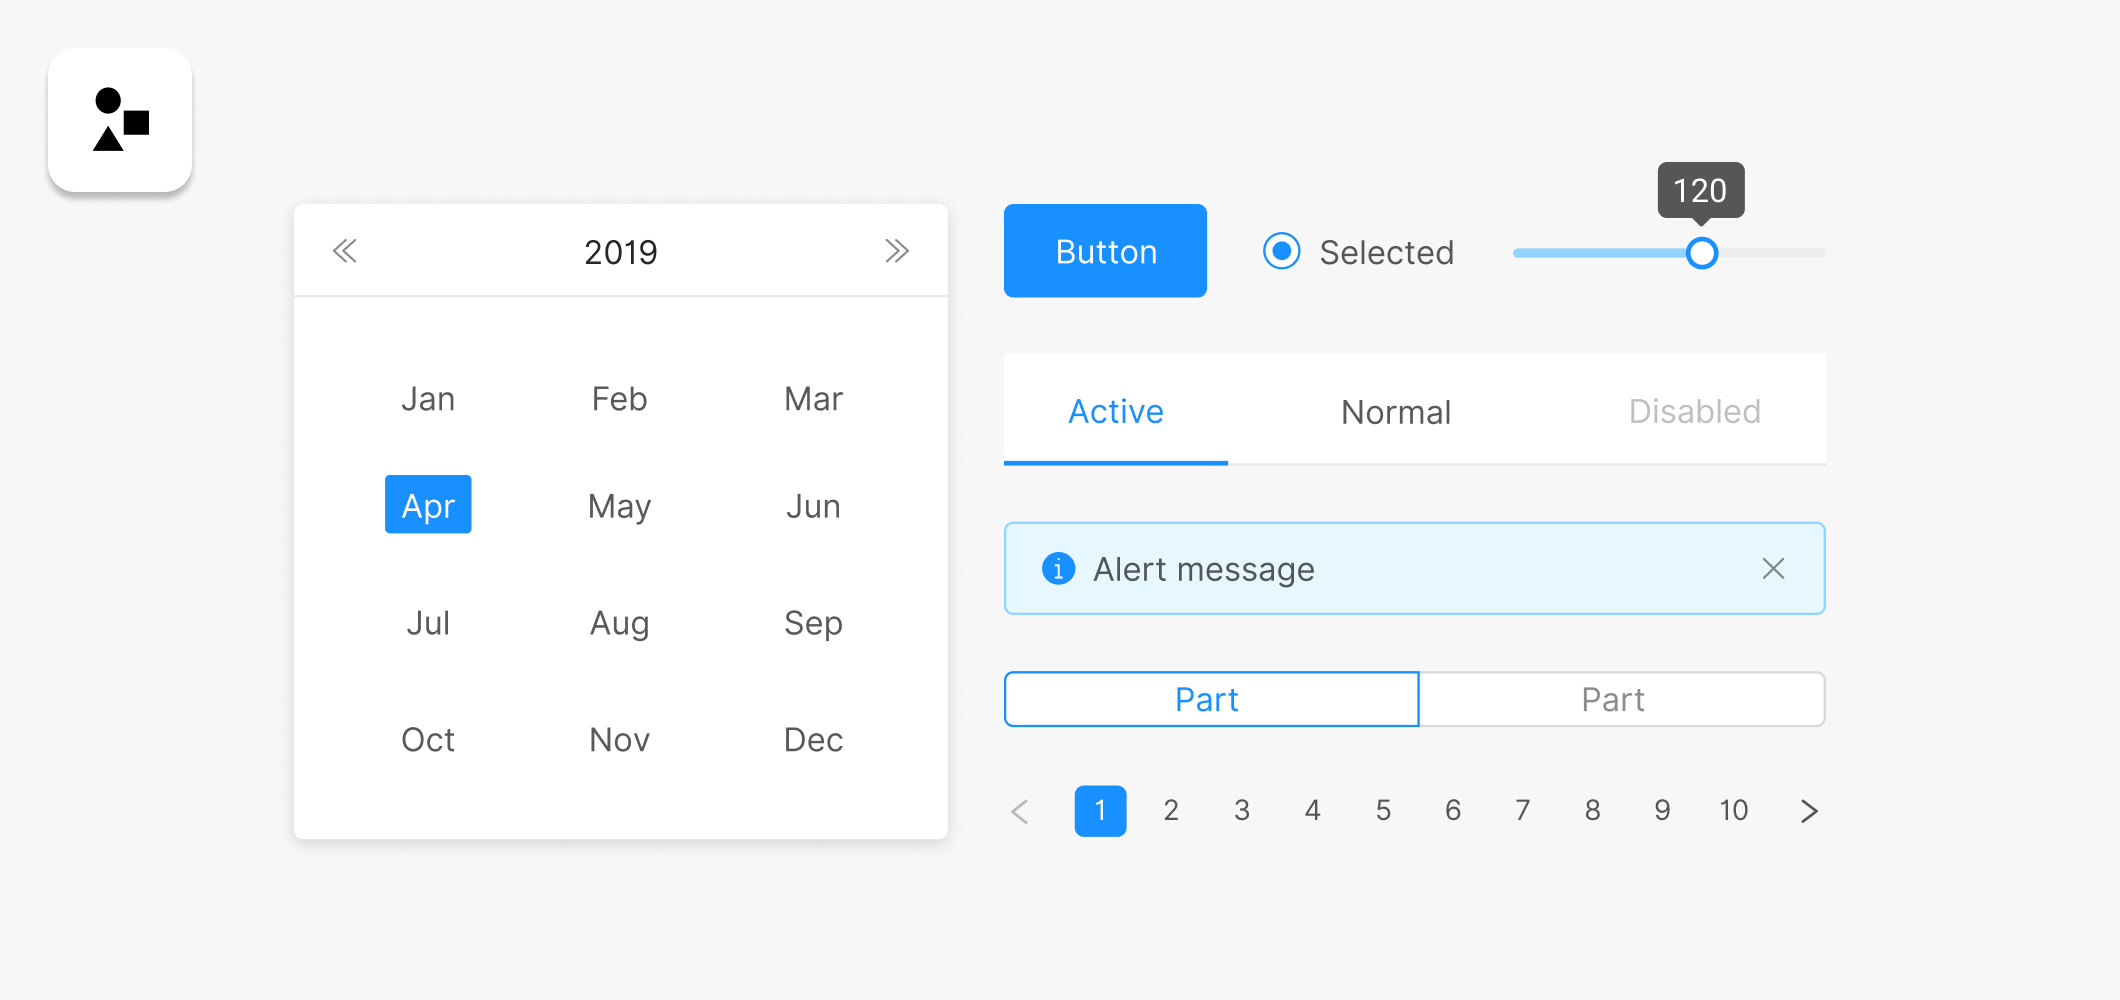 2019
Jan Feb Mar
Apr May Jun
Jul Aug Sep
Oct Nov Dec
120
Button Selected
Active Normal Disabled
Alert message
Part Part
1 2 3 4 5 6 7 8 9 10